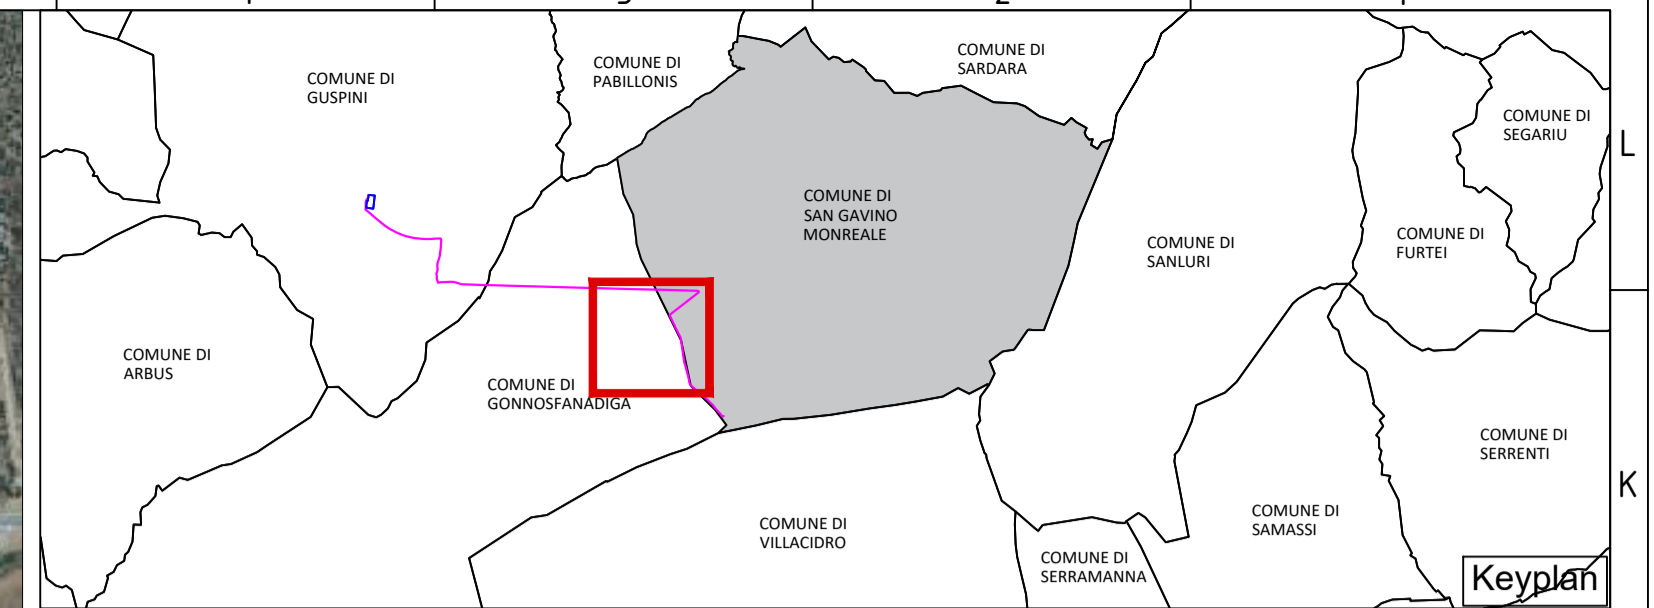 COMUNE DI
GUSPINI
COMUNE DI
PABILLONIS
COMUNE DI
SARDARA
COMUNE DI
SEGARIU
L
COMUNE DI
SAN GAVINO
MONREALE
COMUNE DI
SANLURI
COMUNE DI
FURTEI
COMUNE DI
ARBUS
COMUNE DI
GONNOSFANADIGA
COMUNE DI
SERRENTI
K
COMUNE DI
VILLACIDRO
COMUNE DI
SAMASSI
COMUNE DI
SERRAMANNA
Keyplan